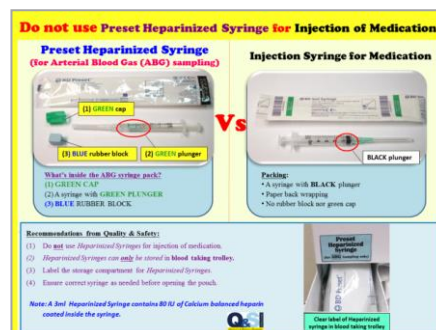 Do not use Preset Heparinized Syringe for Injection of Medication
Preset Heparinized Syringe
(for Arterial Blood Gas (ABG) sampling)
(1) GREEN cap
(3) BLUE rubber block
(2) GREEN plunger
What's inside the ABG syringe pack?
(1) GREEN CAP
(2) A syringe with GREEN PLUNGER
(3) BLUE RUBBER BLOCK
Vs
Injection Syringe for Medication
BLACK plunger
Packing:
• A syringe with BLACK plunger
• Paper back wrapping
• No rubber block nor green cap
Recommendations from Quality & Safety:
(1) Do not use Heparinized Syringes for injection of medication.
(2) Heparinized Syringes can only be stored in blood taking trolley.
(3) Label the storage compartment for Heparinized Syringes.
(4) Ensure correct syringe as needed before opening the pouch.
Note: A 3ml Heparinized Syringe contains 80 IU of Calcium balanced heparin
coated inside the syringe.
Q&S
Preset
Heparinized
Syringe
BD Preset
Clear label of Heparinized
syringe in blood taking trolley